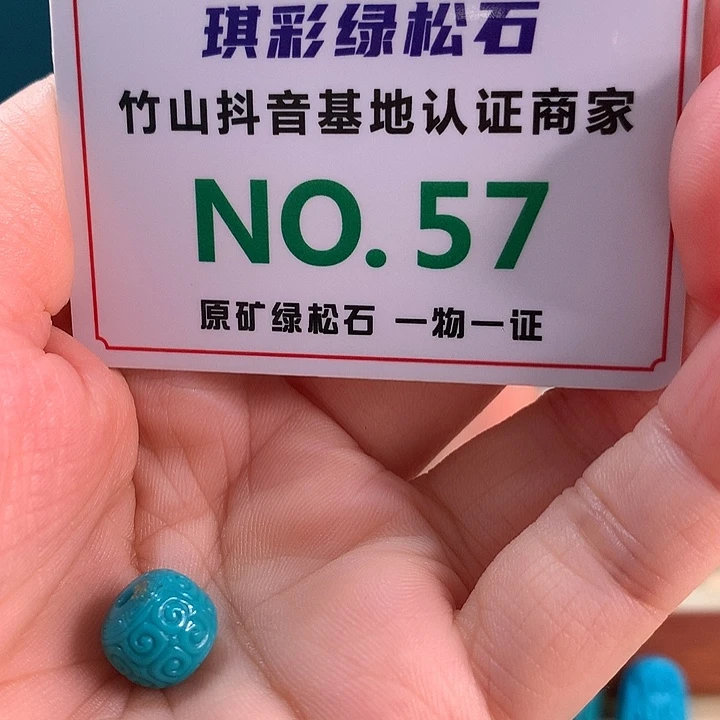 琪彩绿松石
竹山抖音基地认证商家
NO.57
原矿绿松石 一物一证